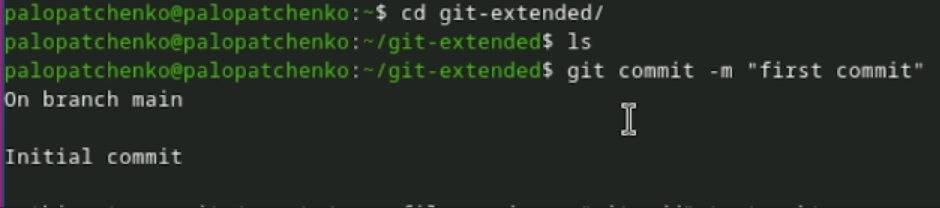 palopatchenko@palopatchenko:~$ cd git-extended/
palopatchenko@palopatchenko:~/git-extended$ ls
palopatchenko@palopatchenko:~/git-extended$ git commit -m "first commit"
On branch main
Initial commit